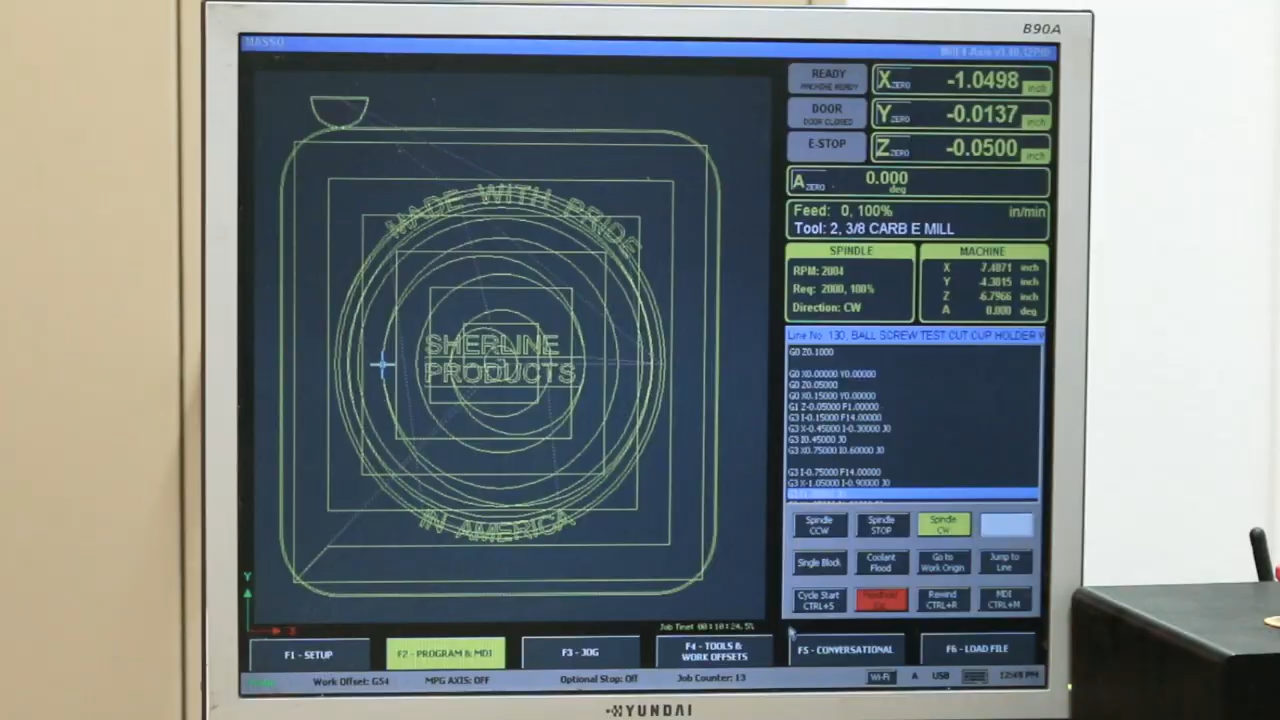 B90A
MASSO
READY
MACHINE READY
X ZERO -1.0498 inch
DOOR
DOOR CLOSED
Y ZERO -0.0137 inch
E-STOP
Z ZERO -0.0500 inch
A ZERO 0.000 deg
Feed: 0, 100% in/min
Tool: 2, 3/8 CARB E MILL
SPINDLE
RPM: 2004
Req: 2000, 100%
Direction: CW
MACHINE
X 7.4871 inch
Y -4.3815 inch
Z -6.7966 inch
A 0.000 deg
Line No: 130, BALL SCREW TEST CUT CUP HOLDER
G0 Z0.1000
G0 X0.00000 Y0.00000
G0 Z0.05000
G0 X0.15000 Y0.00000
G1 Z-0.05000 F1.00000
G3 I-0.15000 F14.00000
G3 X-0.45000 I-0.30000 J0
G3 I0.45000 J0
G3 X0.75000 I0.60000 J0
G3 I-0.75000 F14.00000
G3 X-1.05000 I-0.90000 J0
MADE WITH PRIDE
SHERLINE
PRODUCTS
IN AMERICA
Y
X
Spindle CCW
Spindle STOP
Spindle CW
Single Block
Coolant Flood
Go to Work Origin
Jump to Line
Cycle Start CTRL+S
Rewind CTRL+R
MDI CTRL+M
F1 - SETUP
F2 - PROGRAM & MDI
F3 - JOG
F4 - TOOLS & WORK OFFSETS
F5 - CONVERSATIONAL
F6 - LOAD FILE
Work Offset: G54
MPG AXIS: OFF
Optional Stop: Off
Job Counter: 13
Wi-Fi
A
USB
12:49 PM
HYUNDAI